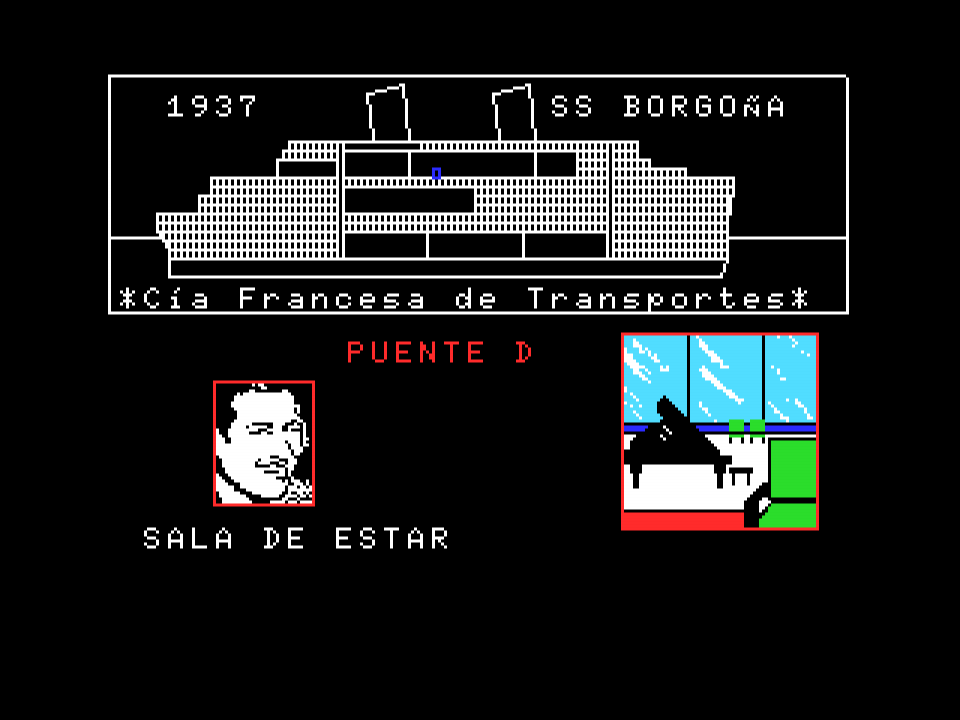 1937 SS BORGOÑA
*Cía Francesa de Transportes*
PUENTE D
SALA DE ESTAR